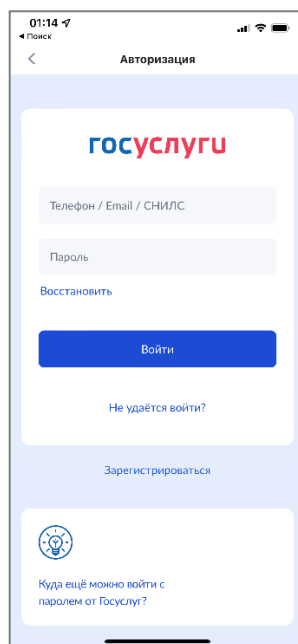 01:14
◀ Поиск
Авторизация
госуслуги
Телефон / Email / СНИЛС
Пароль
Восстановить
Войти
Не удаётся войти?
Зарегистрироваться
Куда ещё можно войти с
паролем от Госуслуг?